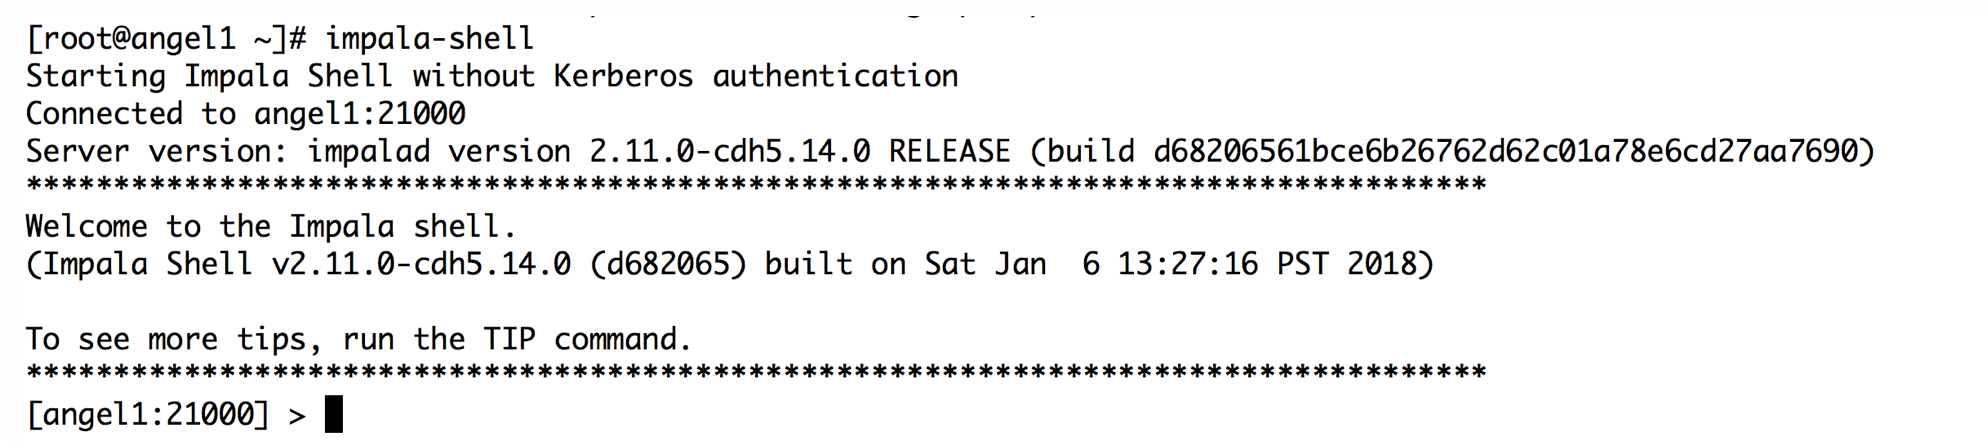 [root@angel1 ~]# impala-shell
Starting Impala Shell without Kerberos authentication
Connected to angel1:21000
Server version: impalad version 2.11.0-cdh5.14.0 RELEASE (build d68206561bce6b26762d62c01a78e6cd27aa7690)
***********************************************************************************
Welcome to the Impala shell.
(Impala Shell v2.11.0-cdh5.14.0 (d682065) built on Sat Jan  6 13:27:16 PST 2018)

To see more tips, run the TIP command.
***********************************************************************************
[angel1:21000] >